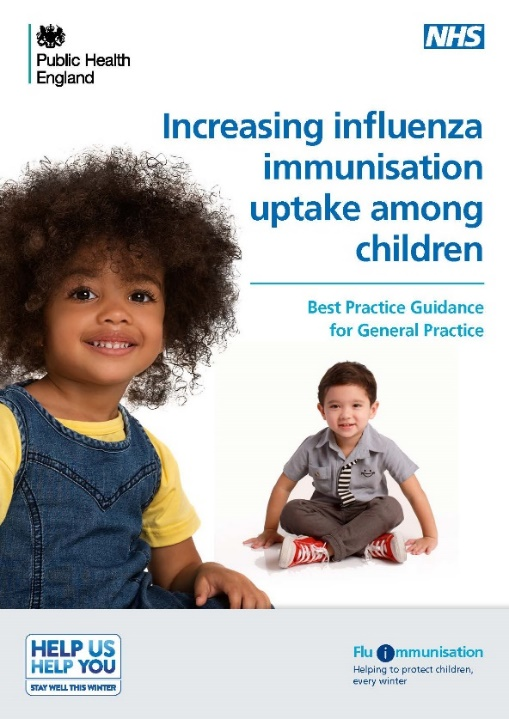 Public Health
England
NHS
Increasing influenza
immunisation
uptake among
children
Best Practice Guidance
for General Practice
HELP US
HELP YOU
STAY WELL THIS WINTER
Flu immunisation
Helping to protect children,
every winter